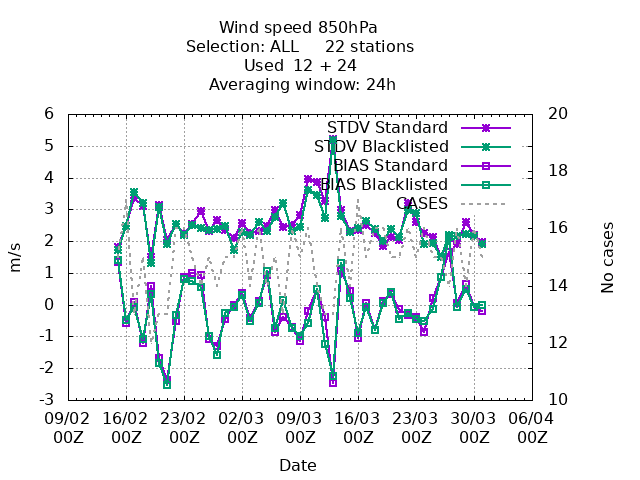 Wind speed 850hPa
Selection: ALL 22 stations
Used 12 + 24
Averaging window: 24h
STDV Standard
STDV Blacklisted
BIAS Standard
BIAS Blacklisted
CASES
6
5
4
3
2
1
0
-1
-2
-3
m/s
20
18
16
14
12
10
No cases
09/02 16/02 23/02 02/03 09/03 16/03 23/03 30/03 06/04
00Z 00Z 00Z 00Z 00Z 00Z 00Z 00Z 00Z
Date